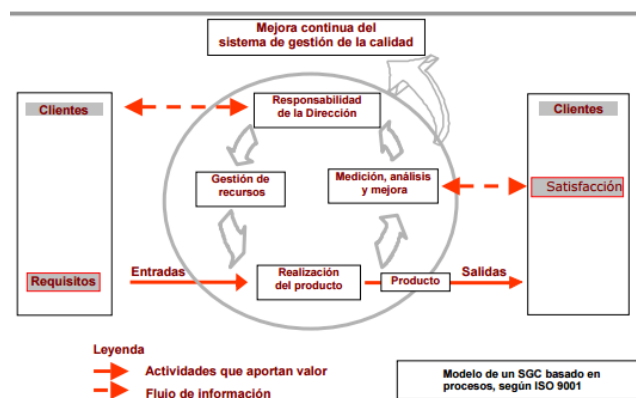 Mejora continua del
sistema de gestión de la calidad
Clientes
Responsabilidad
de la Dirección
Clientes
Gestión de
recursos
Medición, análisis
y mejora
Satisfacción
Requisitos
Entradas
Realización
del producto
Producto
Salidas
Leyenda
Actividades que aportan valor
Flujo de información
Modelo de un SGC basado en
procesos, según ISO 9001